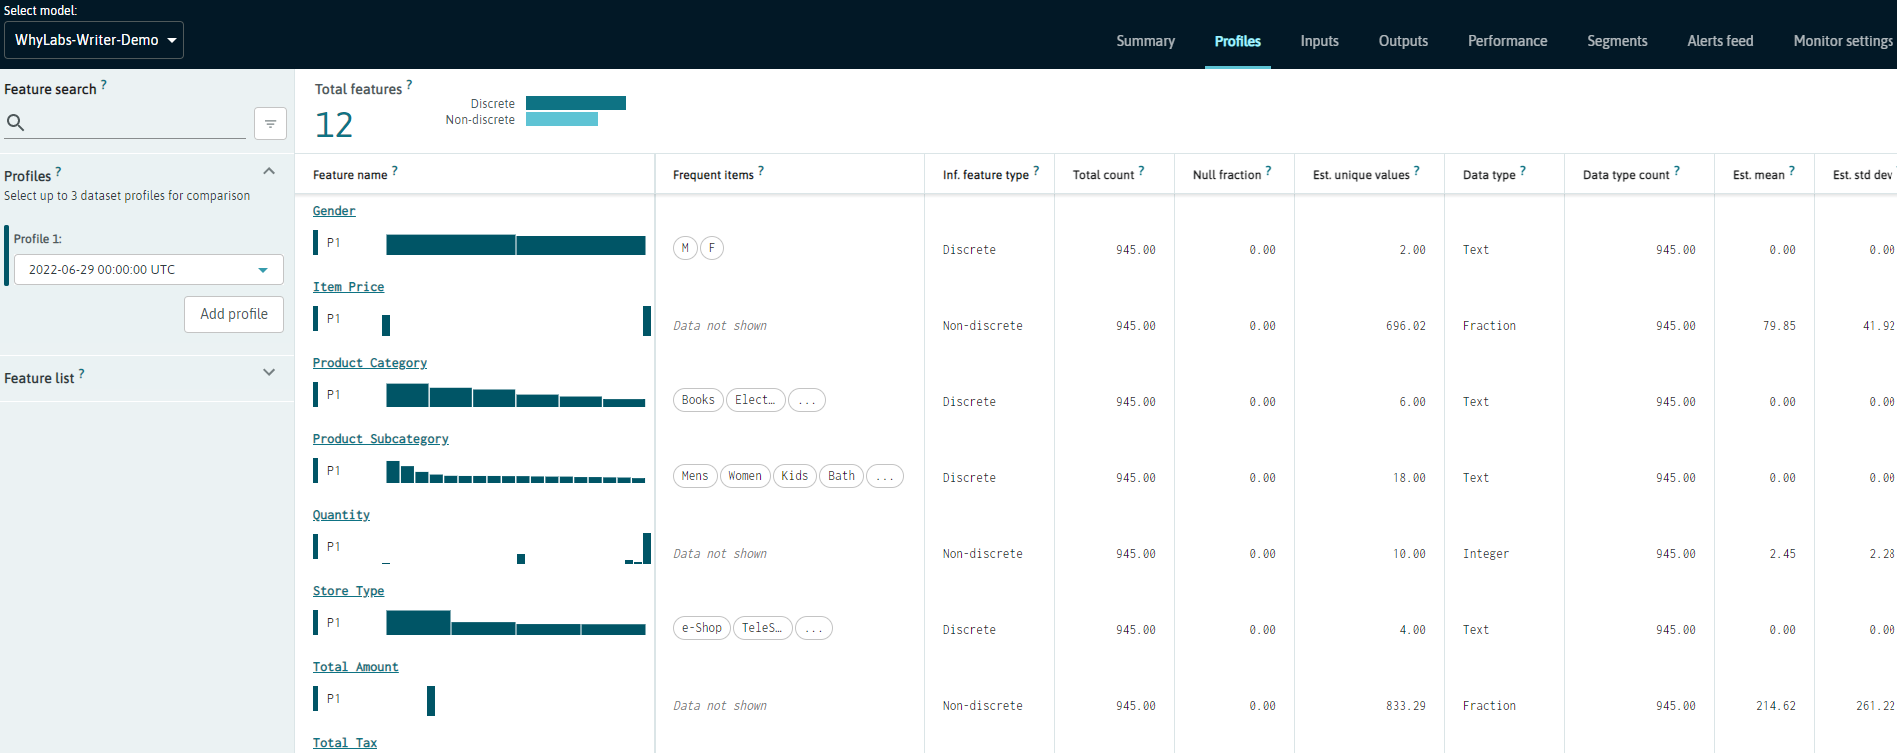 Select model:
WhyLabs-Writer-Demo
Summary Profiles Inputs Outputs Performance Segments Alerts feed Monitor settings
Feature search ?
Profiles ?
Select up to 3 dataset profiles for comparison
Profile 1:
2022-06-29 00:00:00 UTC
Add profile
Feature list ?
Total features ?
12
Discrete
Non-discrete
Feature name ? Frequent items ? Inf. feature type ? Total count ? Null fraction ? Est. unique values ? Data type ? Data type count ? Est. mean ? Est. std dev
Gender
P1 M F Discrete 945.00 0.00 2.00 Text 945.00 0.00 0.00
Item Price
P1 Data not shown Non-discrete 945.00 0.00 696.02 Fraction 945.00 79.85 41.92
Product Category
P1 Books Elect... ... Discrete 945.00 0.00 6.00 Text 945.00 0.00 0.00
Product Subcategory
P1 Mens Women Kids Bath ... Discrete 945.00 0.00 18.00 Text 945.00 0.00 0.00
Quantity
P1 Data not shown Non-discrete 945.00 0.00 10.00 Integer 945.00 2.45 2.28
Store Type
P1 e-Shop TeleS... ... Discrete 945.00 0.00 4.00 Text 945.00 0.00 0.00
Total Amount
P1 Data not shown Non-discrete 945.00 0.00 833.29 Fraction 945.00 214.62 261.22
Total Tax